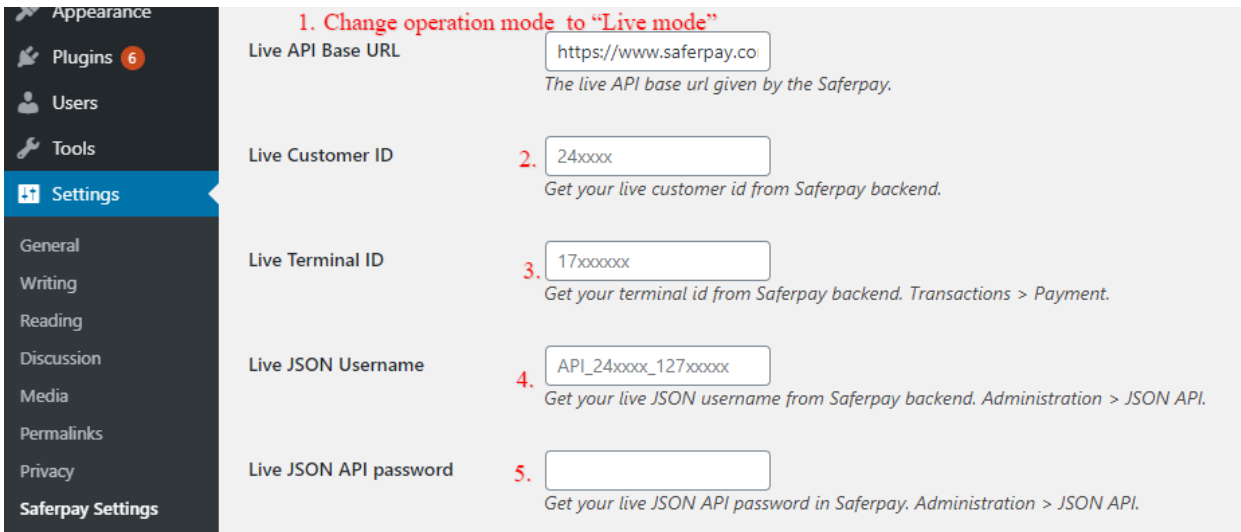 Appearance
Plugins 6
Users
Tools
Settings
General
Writing
Reading
Discussion
Media
Permalinks
Privacy
Saferpay Settings
1. Change operation mode to “Live mode”
Live API Base URL
https://www.saferpay.co
The live API base url given by the Saferpay.
Live Customer ID
2. 24xxxx
Get your live customer id from Saferpay backend.
Live Terminal ID
3. 17xxxxxx
Get your terminal id from Saferpay backend. Transactions > Payment.
Live JSON Username
4. API_24xxxx_127xxxxx
Get your live JSON username from Saferpay backend. Administration > JSON API.
Live JSON API password
5.
Get your live JSON API password in Saferpay. Administration > JSON API.